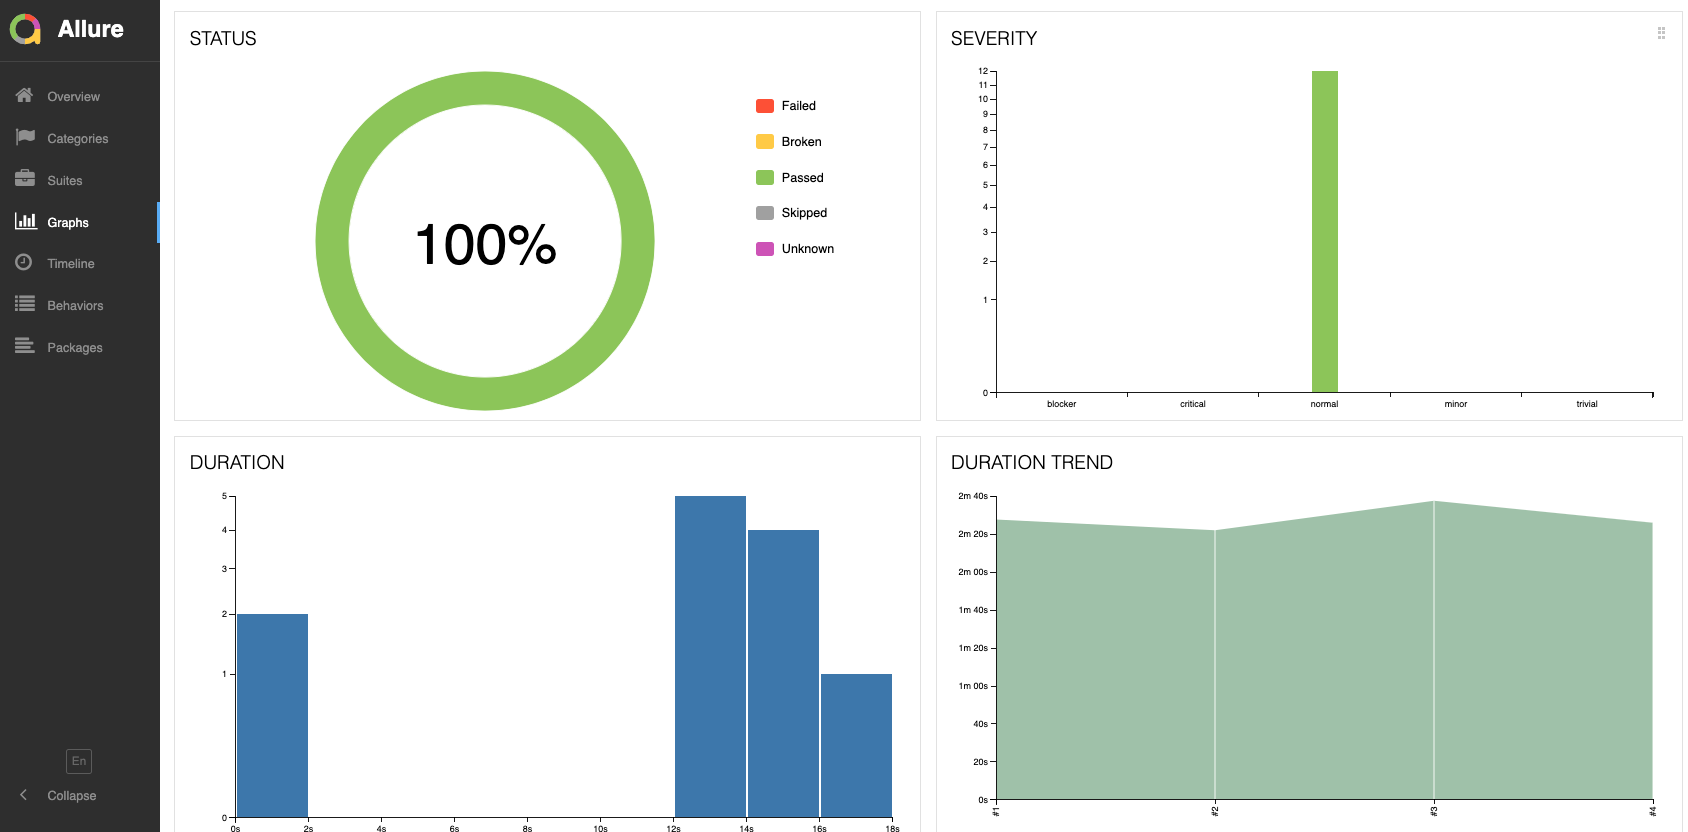 Allure
Overview
Categories
Suites
Graphs
Timeline
Behaviors
Packages
En
Collapse
STATUS
100%
Failed
Broken
Passed
Skipped
Unknown
SEVERITY
12
11
10
9
8
7
6
5
4
3
2
1
0
blocker critical normal minor trivial
DURATION
5
4
3
2
1
0
0s 2s 4s 6s 8s 10s 12s 14s 16s 18s
DURATION TREND
2m 40s
2m 20s
2m 00s
1m 40s
1m 20s
1m 00s
40s
20s
0s
#1 #2 #3 #4